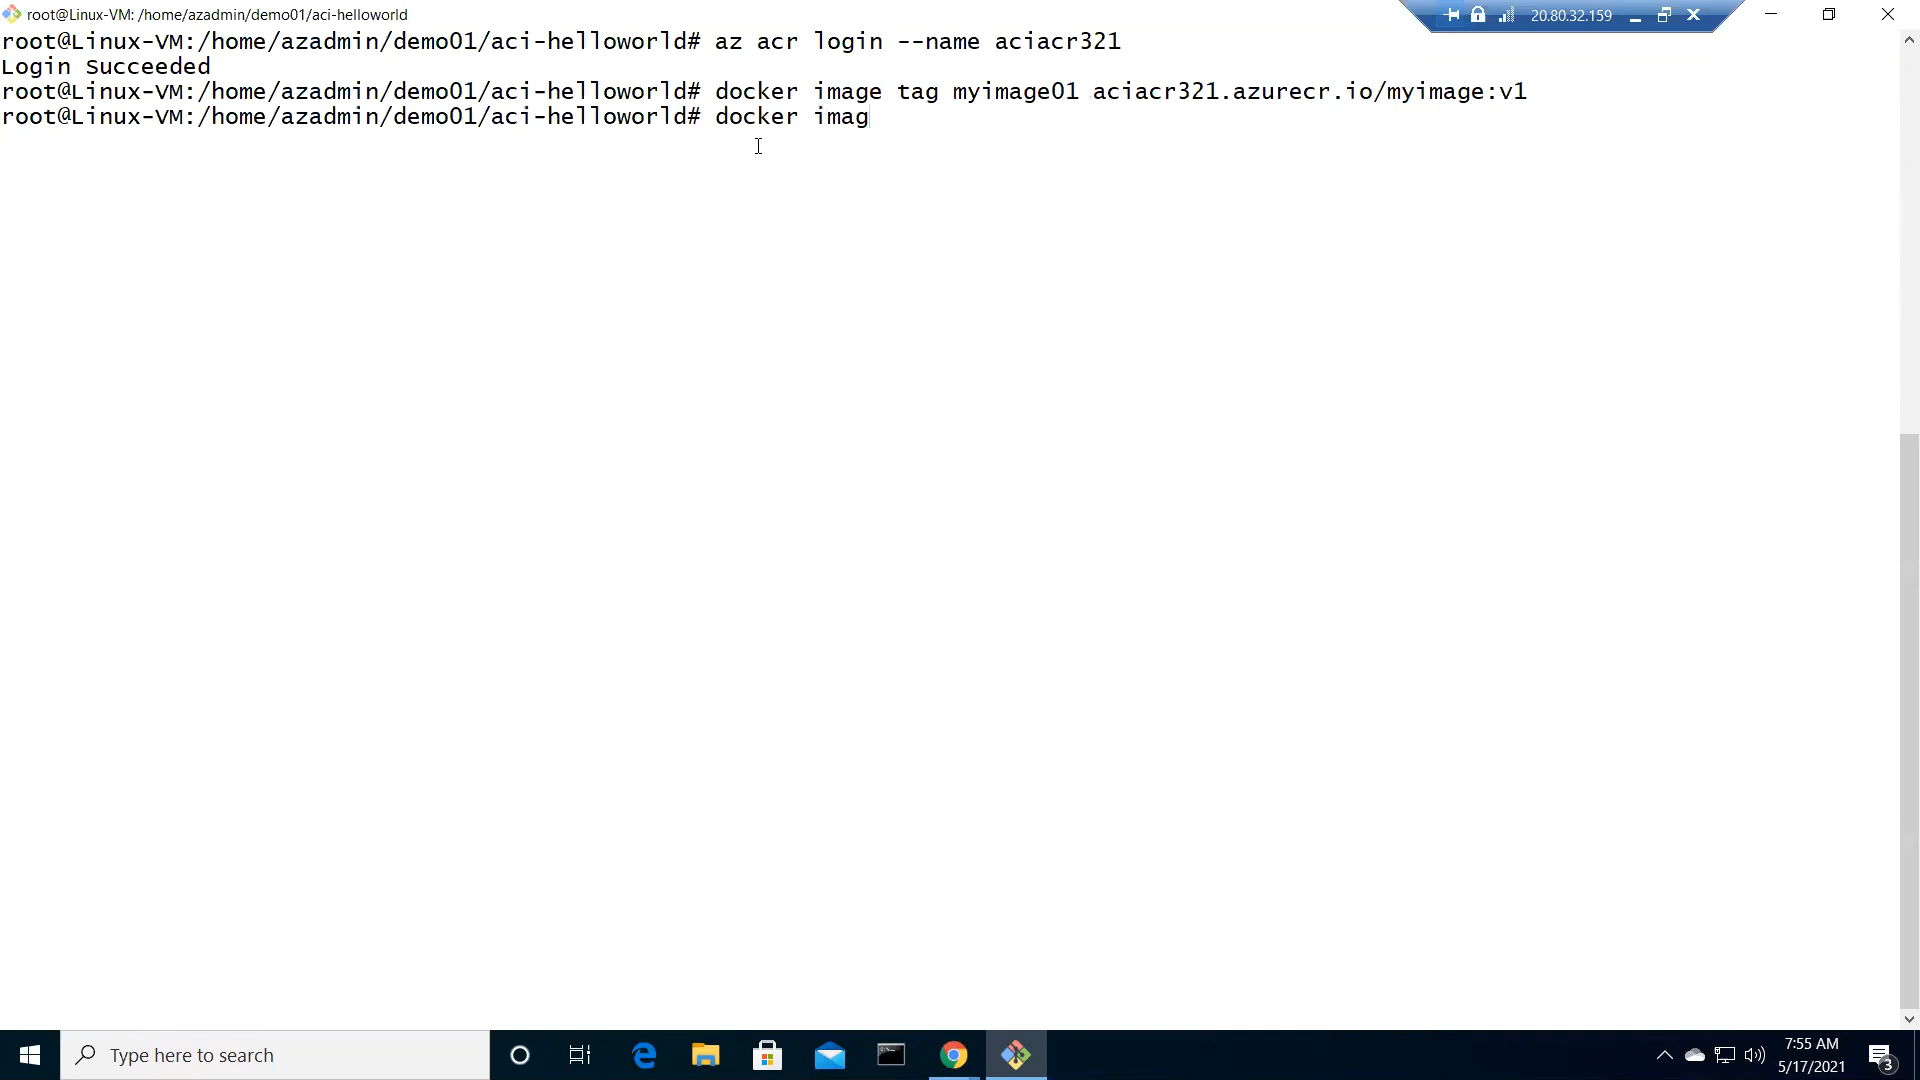 root@Linux-VM: /home/azadmin/demo01/aci-helloworld
20.80.32.159
root@Linux-VM:/home/azadmin/demo01/aci-helloworld# az acr login --name aciacr321
Login Succeeded
root@Linux-VM:/home/azadmin/demo01/aci-helloworld# docker image tag myimage01 aciacr321.azurecr.io/myimage:v1
root@Linux-VM:/home/azadmin/demo01/aci-helloworld# docker imag
Type here to search
7:55 AM
5/17/2021
3